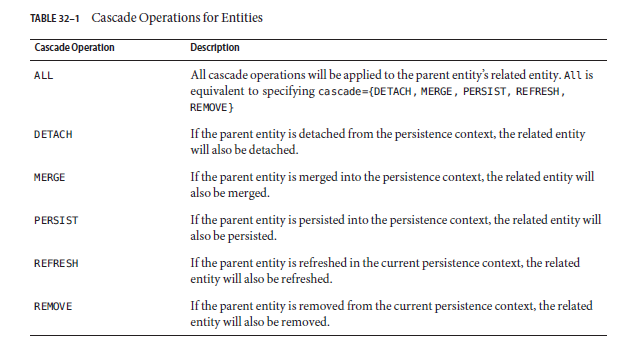 TABLE 32–1 Cascade Operations for Entities
Cascade Operation Description
ALL All cascade operations will be applied to the parent entity's related entity. All is
equivalent to specifying cascade={DETACH, MERGE, PERSIST, REFRESH,
REMOVE}
DETACH If the parent entity is detached from the persistence context, the related entity
will also be detached.
MERGE If the parent entity is merged into the persistence context, the related entity will
also be merged.
PERSIST If the parent entity is persisted into the persistence context, the related entity will
also be persisted.
REFRESH If the parent entity is refreshed in the current persistence context, the related
entity will also be refreshed.
REMOVE If the parent entity is removed from the current persistence context, the related
entity will also be removed.